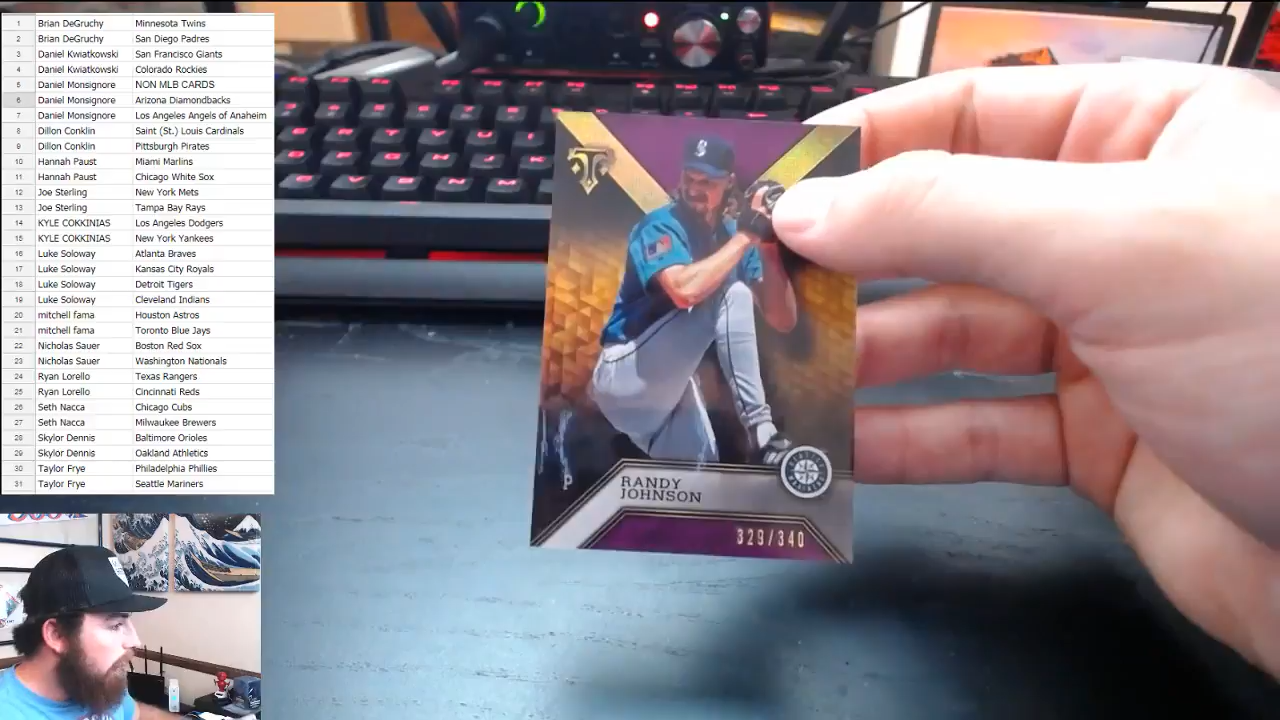 1 Brian DeGruchy Minnesota Twins
2 Brian DeGruchy San Diego Padres
3 Daniel Kwiatkowski San Francisco Giants
4 Daniel Kwiatkowski Colorado Rockies
5 Daniel Monsignore NON MLB CARDS
6 Daniel Monsignore Arizona Diamondbacks
7 Daniel Monsignore Los Angeles Angels of Anaheim
8 Dillon Conklin Saint (St.) Louis Cardinals
9 Dillon Conklin Pittsburgh Pirates
10 Hannah Paust Miami Marlins
11 Hannah Paust Chicago White Sox
12 Joe Sterling New York Mets
13 Joe Sterling Tampa Bay Rays
14 KYLE COKKINIAS Los Angeles Dodgers
15 KYLE COKKINIAS New York Yankees
16 Luke Soloway Atlanta Braves
17 Luke Soloway Kansas City Royals
18 Luke Soloway Detroit Tigers
19 Luke Soloway Cleveland Indians
20 mitchell fama Houston Astros
21 mitchell fama Toronto Blue Jays
22 Nicholas Sauer Boston Red Sox
23 Nicholas Sauer Washington Nationals
24 Ryan Lorello Texas Rangers
25 Ryan Lorello Cincinnati Reds
26 Seth Nacca Chicago Cubs
27 Seth Nacca Milwaukee Brewers
28 Skylor Dennis Baltimore Orioles
29 Skylor Dennis Oakland Athletics
30 Taylor Frye Philadelphia Phillies
31 Taylor Frye Seattle Mariners
P
RANDY
JOHNSON
329/340